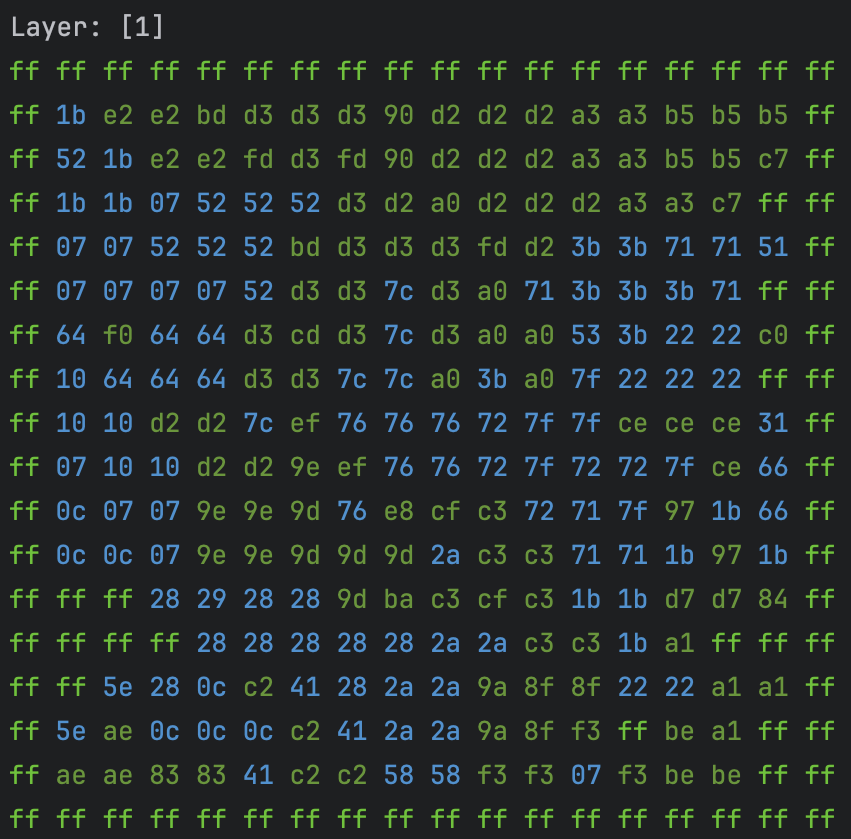 Layer: [1]
ff ff ff ff ff ff ff ff ff ff ff ff ff ff ff ff ff ff
ff 1b e2 e2 bd d3 d3 d3 90 d2 d2 d2 a3 a3 b5 b5 b5 ff
ff 52 1b e2 e2 fd d3 fd 90 d2 d2 d2 a3 a3 b5 b5 c7 ff
ff 1b 1b 07 52 52 52 d3 d2 a0 d2 d2 d2 a3 a3 c7 ff ff
ff 07 07 52 52 52 bd d3 d3 d3 fd d2 3b 3b 71 71 51 ff
ff 07 07 07 07 52 d3 d3 7c d3 a0 71 3b 3b 3b 71 ff ff
ff 64 f0 64 64 d3 cd d3 7c d3 a0 a0 53 3b 22 22 c0 ff
ff 10 64 64 64 d3 d3 7c 7c a0 3b a0 7f 22 22 22 ff ff
ff 10 10 d2 d2 7c ef 76 76 76 72 7f 7f ce ce ce 31 ff
ff 07 10 10 d2 d2 9e ef 76 76 72 7f 72 72 7f ce 66 ff
ff 0c 07 07 9e 9e 9d 76 e8 cf c3 72 71 7f 97 1b 66 ff
ff 0c 0c 07 9e 9e 9d 9d 9d 2a c3 c3 71 71 1b 97 1b ff
ff ff ff 28 29 28 28 9d ba c3 cf c3 1b 1b d7 d7 84 ff
ff ff ff ff 28 28 28 28 28 2a 2a c3 c3 1b a1 ff ff ff
ff ff 5e 28 0c c2 41 28 2a 2a 9a 8f 8f 22 22 a1 a1 ff
ff 5e ae 0c 0c 0c c2 41 2a 2a 9a 8f f3 ff be a1 ff ff
ff ae ae 83 83 41 c2 c2 58 58 f3 f3 07 f3 be be ff ff
ff ff ff ff ff ff ff ff ff ff ff ff ff ff ff ff ff ff